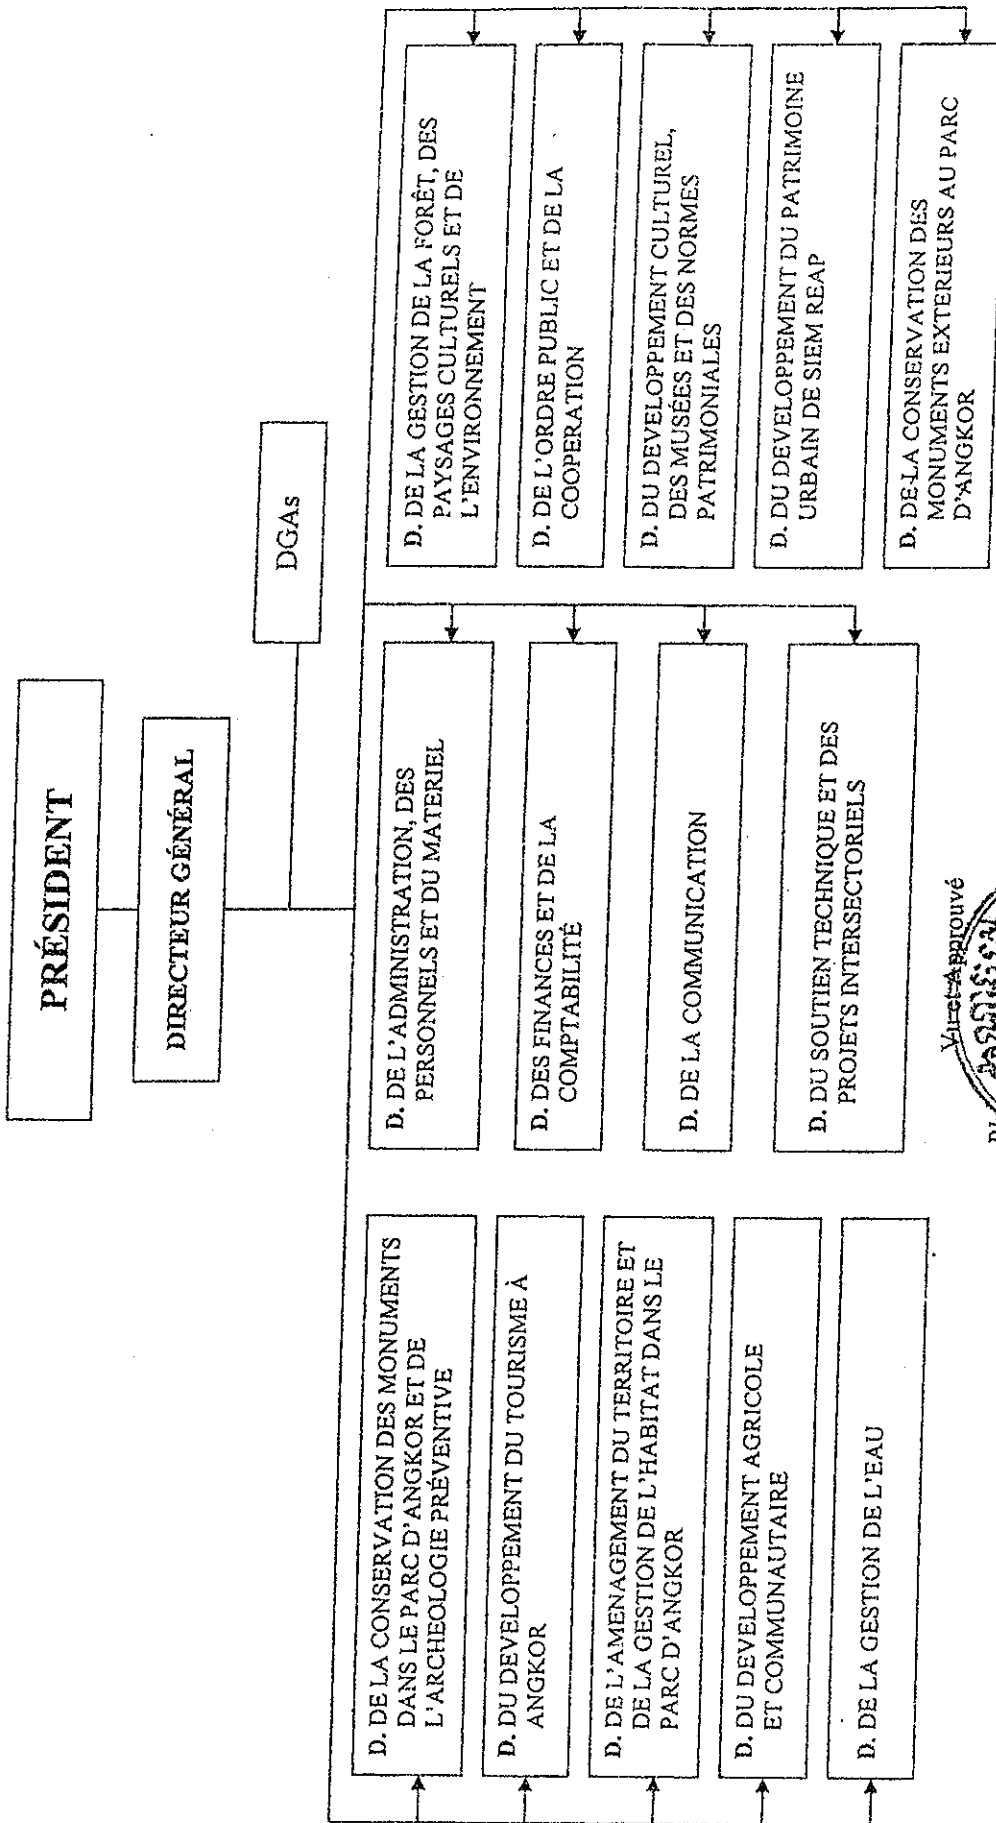 PRÉSIDENT
DIRECTEUR GÉNÉRAL
DGAs
D. DE LA CONSERVATION DES MONUMENTS
DANS LE PARC D'ANGKOR ET DE
L'ARCHEOLOGIE PRÉVENTIVE
D. DU DEVELOPPEMENT DU TOURISME À
ANGKOR
D. DE L'AMENAGEMENT DU TERRITOIRE ET
DE LA GESTION DE L'HABITAT DANS LE
PARC D'ANGKOR
D. DU DEVELOPPEMENT AGRICOLE
ET COMMUNAUTAIRE
D. DE LA GESTION DE L'EAU
D. DE L'ADMINISTRATION, DES
PERSONNELS ET DU MATERIEL
D. DES FINANCES ET DE LA
COMPTABILITÉ
D. DE LA COMMUNICATION
D. DU SOUTIEN TECHNIQUE ET DES
PROJETS INTERSECTORIELS
D. DE LA GESTION DE LA FORÊT, DES
PAYSAGES CULTURELS ET DE
L'ENVIRONNEMENT
D. DE L'ORDRE PUBLIC ET DE LA
COOPERATION
D. DU DEVELOPPEMENT CULTUREL,
DES MUSÉES ET DES NORMES
PATRIMONIALES
D. DU DEVELOPPEMENT DU PATRIMOINE
URBAIN DE SIEM REAP
D. DE LA CONSERVATION DES
MONUMENTS EXTERIEURS AU PARC
D'ANGKOR
Vu et Approuvé